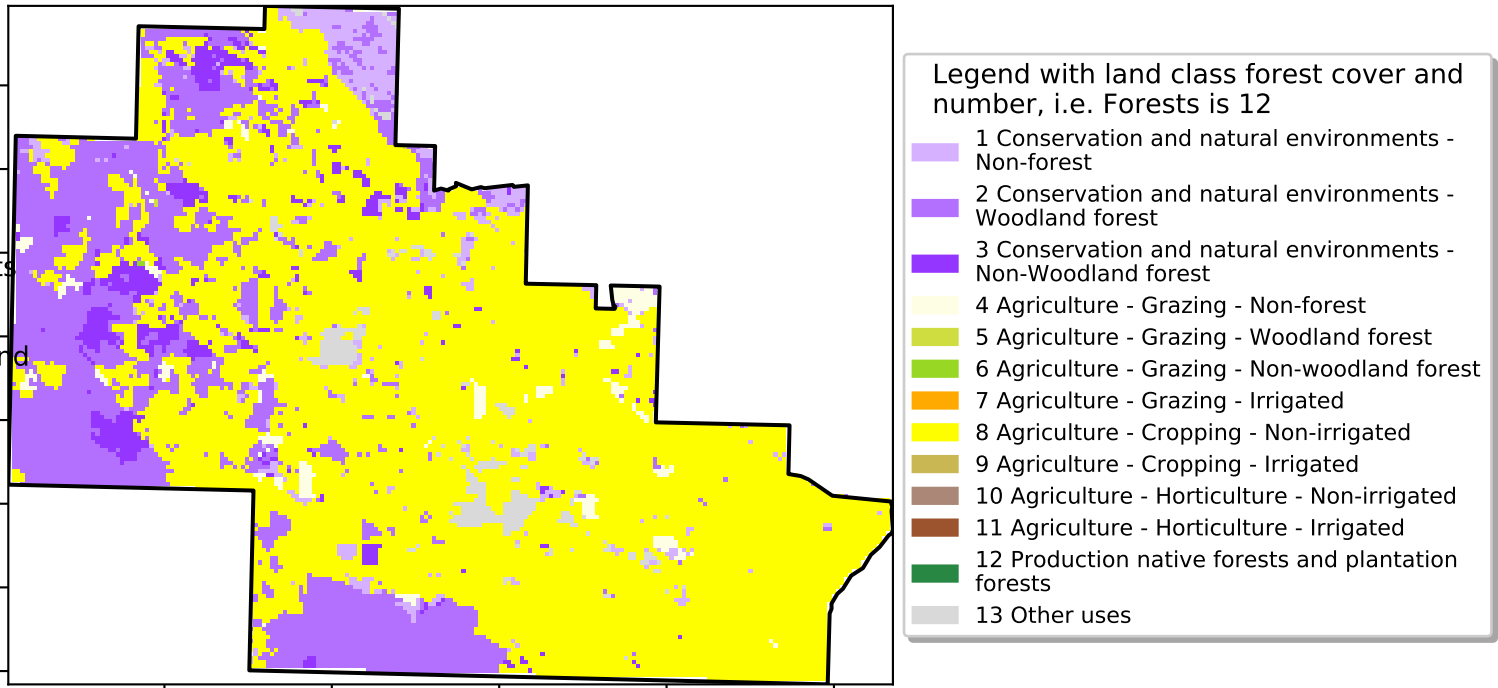 Legend with land class forest cover and
number, i.e. Forests is 12
1 Conservation and natural environments -
Non-forest
2 Conservation and natural environments -
Woodland forest
3 Conservation and natural environments -
Non-Woodland forest
4 Agriculture - Grazing - Non-forest
5 Agriculture - Grazing - Woodland forest
6 Agriculture - Grazing - Non-woodland forest
7 Agriculture - Grazing - Irrigated
8 Agriculture - Cropping - Non-irrigated
9 Agriculture - Cropping - Irrigated
10 Agriculture - Horticulture - Non-irrigated
11 Agriculture - Horticulture - Irrigated
12 Production native forests and plantation
forests
13 Other uses